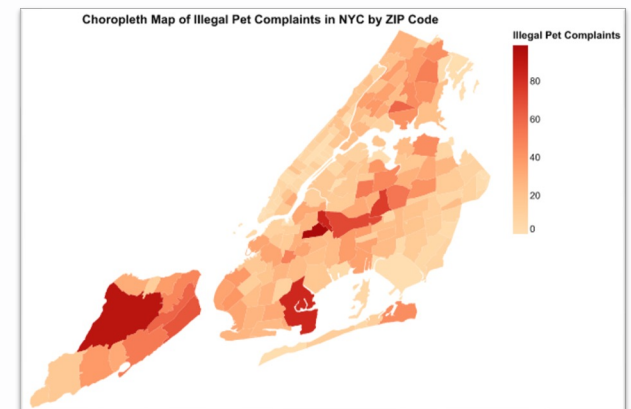 Choropleth Map of Illegal Pet Complaints in NYC by ZIP Code
Illegal Pet Complaints
80
60
40
20
0